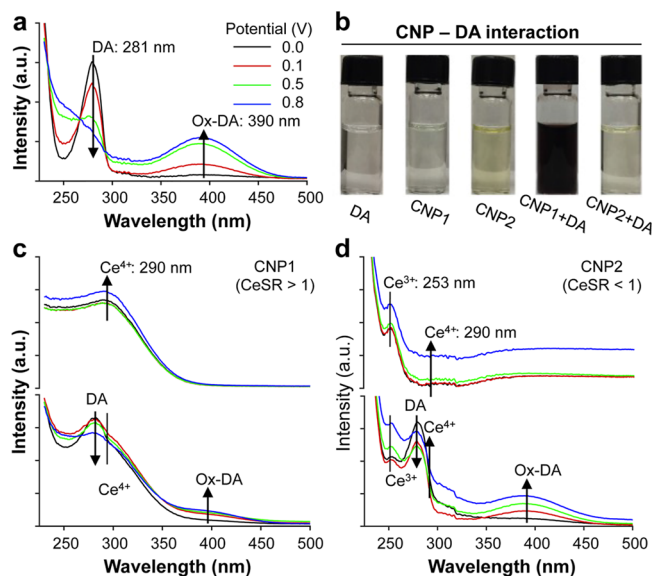 a
Potential (V)
DA: 281 nm
0.0
0.1
0.5
0.8
Ox-DA: 390 nm
Intensity (a.u.)
250 300 350 400 450 500
Wavelength (nm)
b
CNP – DA interaction
DA
CNP1
CNP2
CNP1+DA
CNP2+DA
c
Ce⁴⁺: 290 nm
CNP1
(CeSR > 1)
DA
Ce⁴⁺
Ox-DA
Intensity (a.u.)
250 300 350 400 450 500
Wavelength (nm)
d
CNP2
(CeSR < 1)
Ce³⁺: 253 nm
Ce⁴⁺: 290 nm
DA
Ce⁴⁺
Ce³⁺
Ox-DA
Intensity (a.u.)
250 300 350 400 450 500
Wavelength (nm)